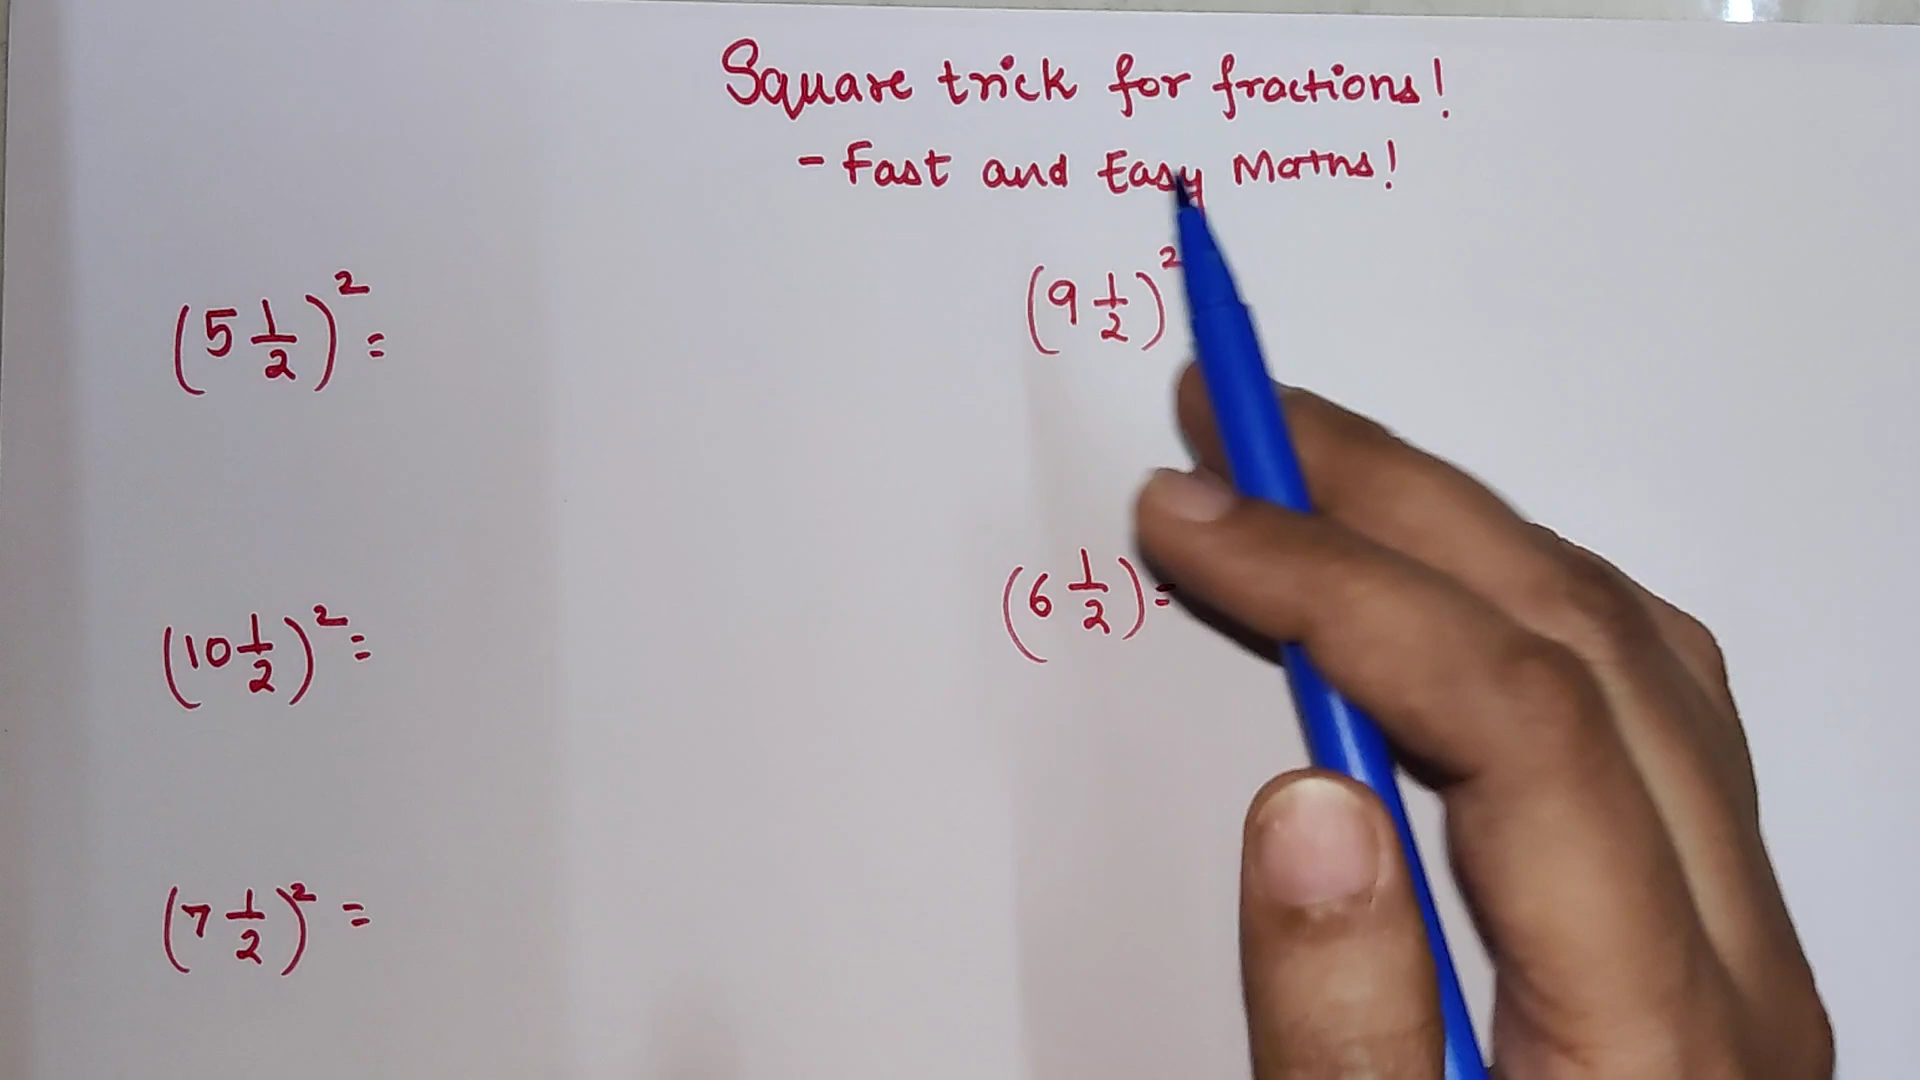 Square trick for fractions!
- Fast and Easy Maths!
(5 1/2)² =
(9 1/2)²
(10 1/2)² =
(6 1/2) =
(7 1/2)² =